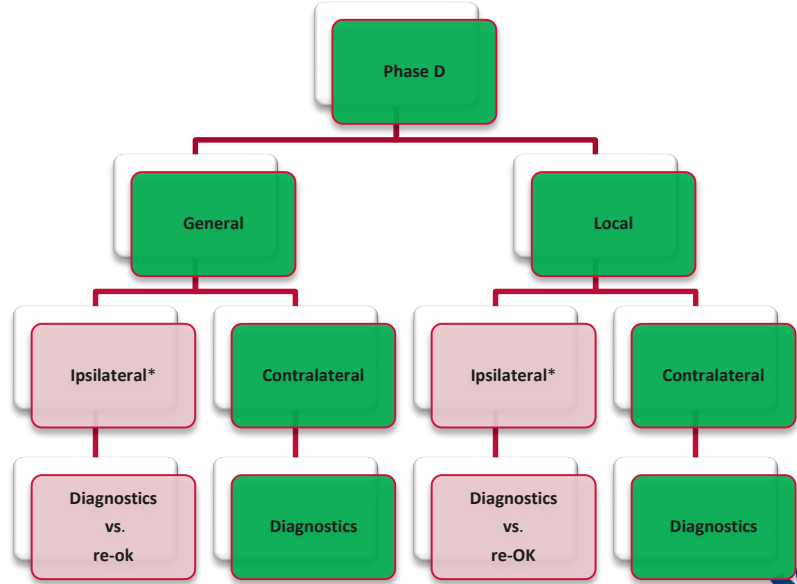 Phase D
General
Local
Ipsilateral*
Contralateral
Ipsilateral*
Contralateral
Diagnostics
vs.
re-ok
Diagnostics
Diagnostics
vs.
re-OK
Diagnostics